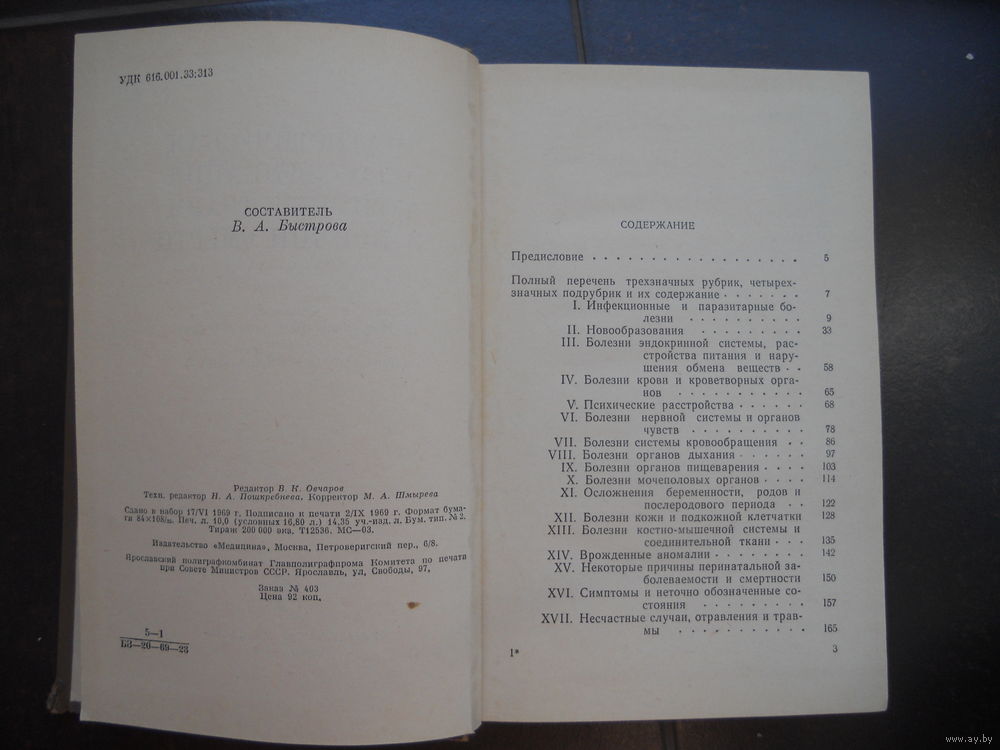 УДК 616.001.33:313
СОСТАВИТЕЛЬ
В. А. Быстрова
Редактор В. К. Овчаров
Техн. редактор Н. А. Пошкребнева, Корректор М. А. Шмырева
Сдано в набор 17/VI 1969 г. Подписано к печати 2/IX 1969 г. Формат бума-
ги 84×108/32. Печ. л. 10,0 (условных 16,80 л.) 14,35 уч.-изд. л. Бум. тип. № 2.
Тираж 200 000 экз. Т12536. МС—03.
Издательство «Медицина», Москва, Петроверигский пер., 6/8.
Ярославский полиграфкомбинат Главполиграфпрома Комитета по печати
при Совете Министров СССР. Ярославль, ул. Свободы, 97.
Заказ № 403
Цена 92 коп.
5—1
БЗ—20—69—23
СОДЕРЖАНИЕ
Предисловие . . . . . . . . . . . . . . . . . . 5
Полный перечень трехзначных рубрик, четырех-
значных подрубрик и их содержание . . . . . . . 7
I. Инфекционные и паразитарные бо-
лезни . . . . . . . . . . 9
II. Новообразования . . . . . . . . . 33
III. Болезни эндокринной системы, рас-
стройства питания и нару-
шения обмена веществ . . 58
IV. Болезни крови и кроветворных орга-
нов . . . . . . . . . . . 65
V. Психические расстройства . . . . . . 68
VI. Болезни нервной системы и органов
чувств . . . . . . . . . . 78
VII. Болезни системы кровообращения . . 86
VIII. Болезни органов дыхания . . . . . . 97
IX. Болезни органов пищеварения . . . . 103
X. Болезни мочеполовых органов . . . . 114
XI. Осложнения беременности, родов и
послеродового периода . . 122
XII. Болезни кожи и подкожной клетчатки 128
XIII. Болезни костно-мышечной системы и
соединительной ткани . . . 135
XIV. Врожденные аномалии . . . . . . . 142
XV. Некоторые причины перинатальной за-
болеваемости и смертности 150
XVI. Симптомы и неточно обозначенные со-
стояния . . . . . . . . . 157
XVII. Несчастные случаи, отравления и трав-
мы . . . . . . . . . . . 165
1*
3
www.ay.by